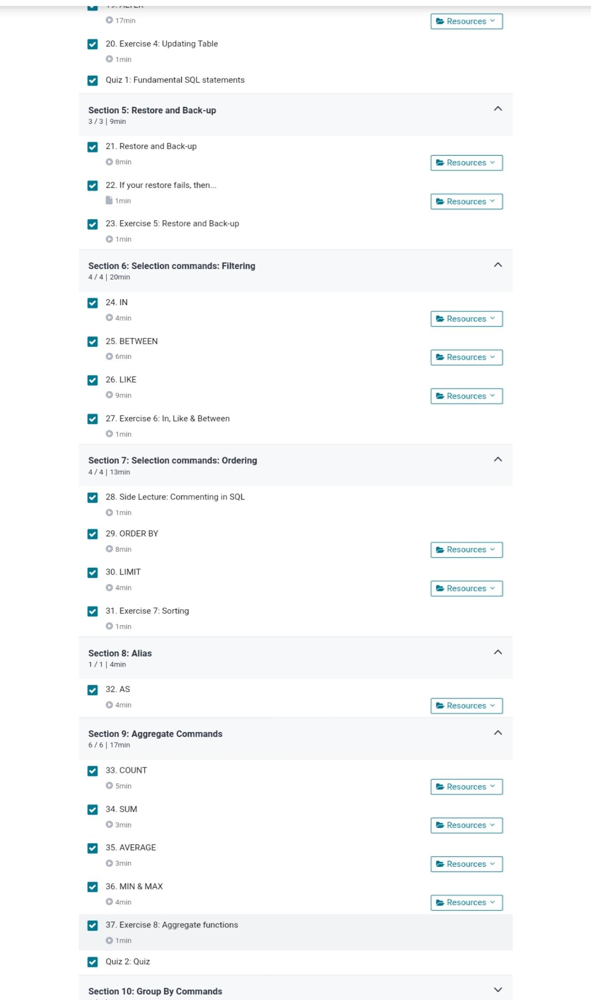 19. ALTER
17min
Resources
20. Exercise 4: Updating Table
1min
Quiz 1: Fundamental SQL statements
Section 5: Restore and Back-up
3 / 3 | 9min
21. Restore and Back-up
8min
Resources
22. If your restore fails, then...
1min
Resources
23. Exercise 5: Restore and Back-up
1min
Section 6: Selection commands: Filtering
4 / 4 | 20min
24. IN
4min
Resources
25. BETWEEN
6min
Resources
26. LIKE
9min
Resources
27. Exercise 6: In, Like & Between
1min
Section 7: Selection commands: Ordering
4 / 4 | 13min
28. Side Lecture: Commenting in SQL
1min
29. ORDER BY
8min
Resources
30. LIMIT
4min
Resources
31. Exercise 7: Sorting
1min
Section 8: Alias
1 / 1 | 4min
32. AS
4min
Resources
Section 9: Aggregate Commands
6 / 6 | 17min
33. COUNT
5min
Resources
34. SUM
3min
Resources
35. AVERAGE
3min
Resources
36. MIN & MAX
4min
Resources
37. Exercise 8: Aggregate functions
1min
Quiz 2: Quiz
Section 10: Group By Commands